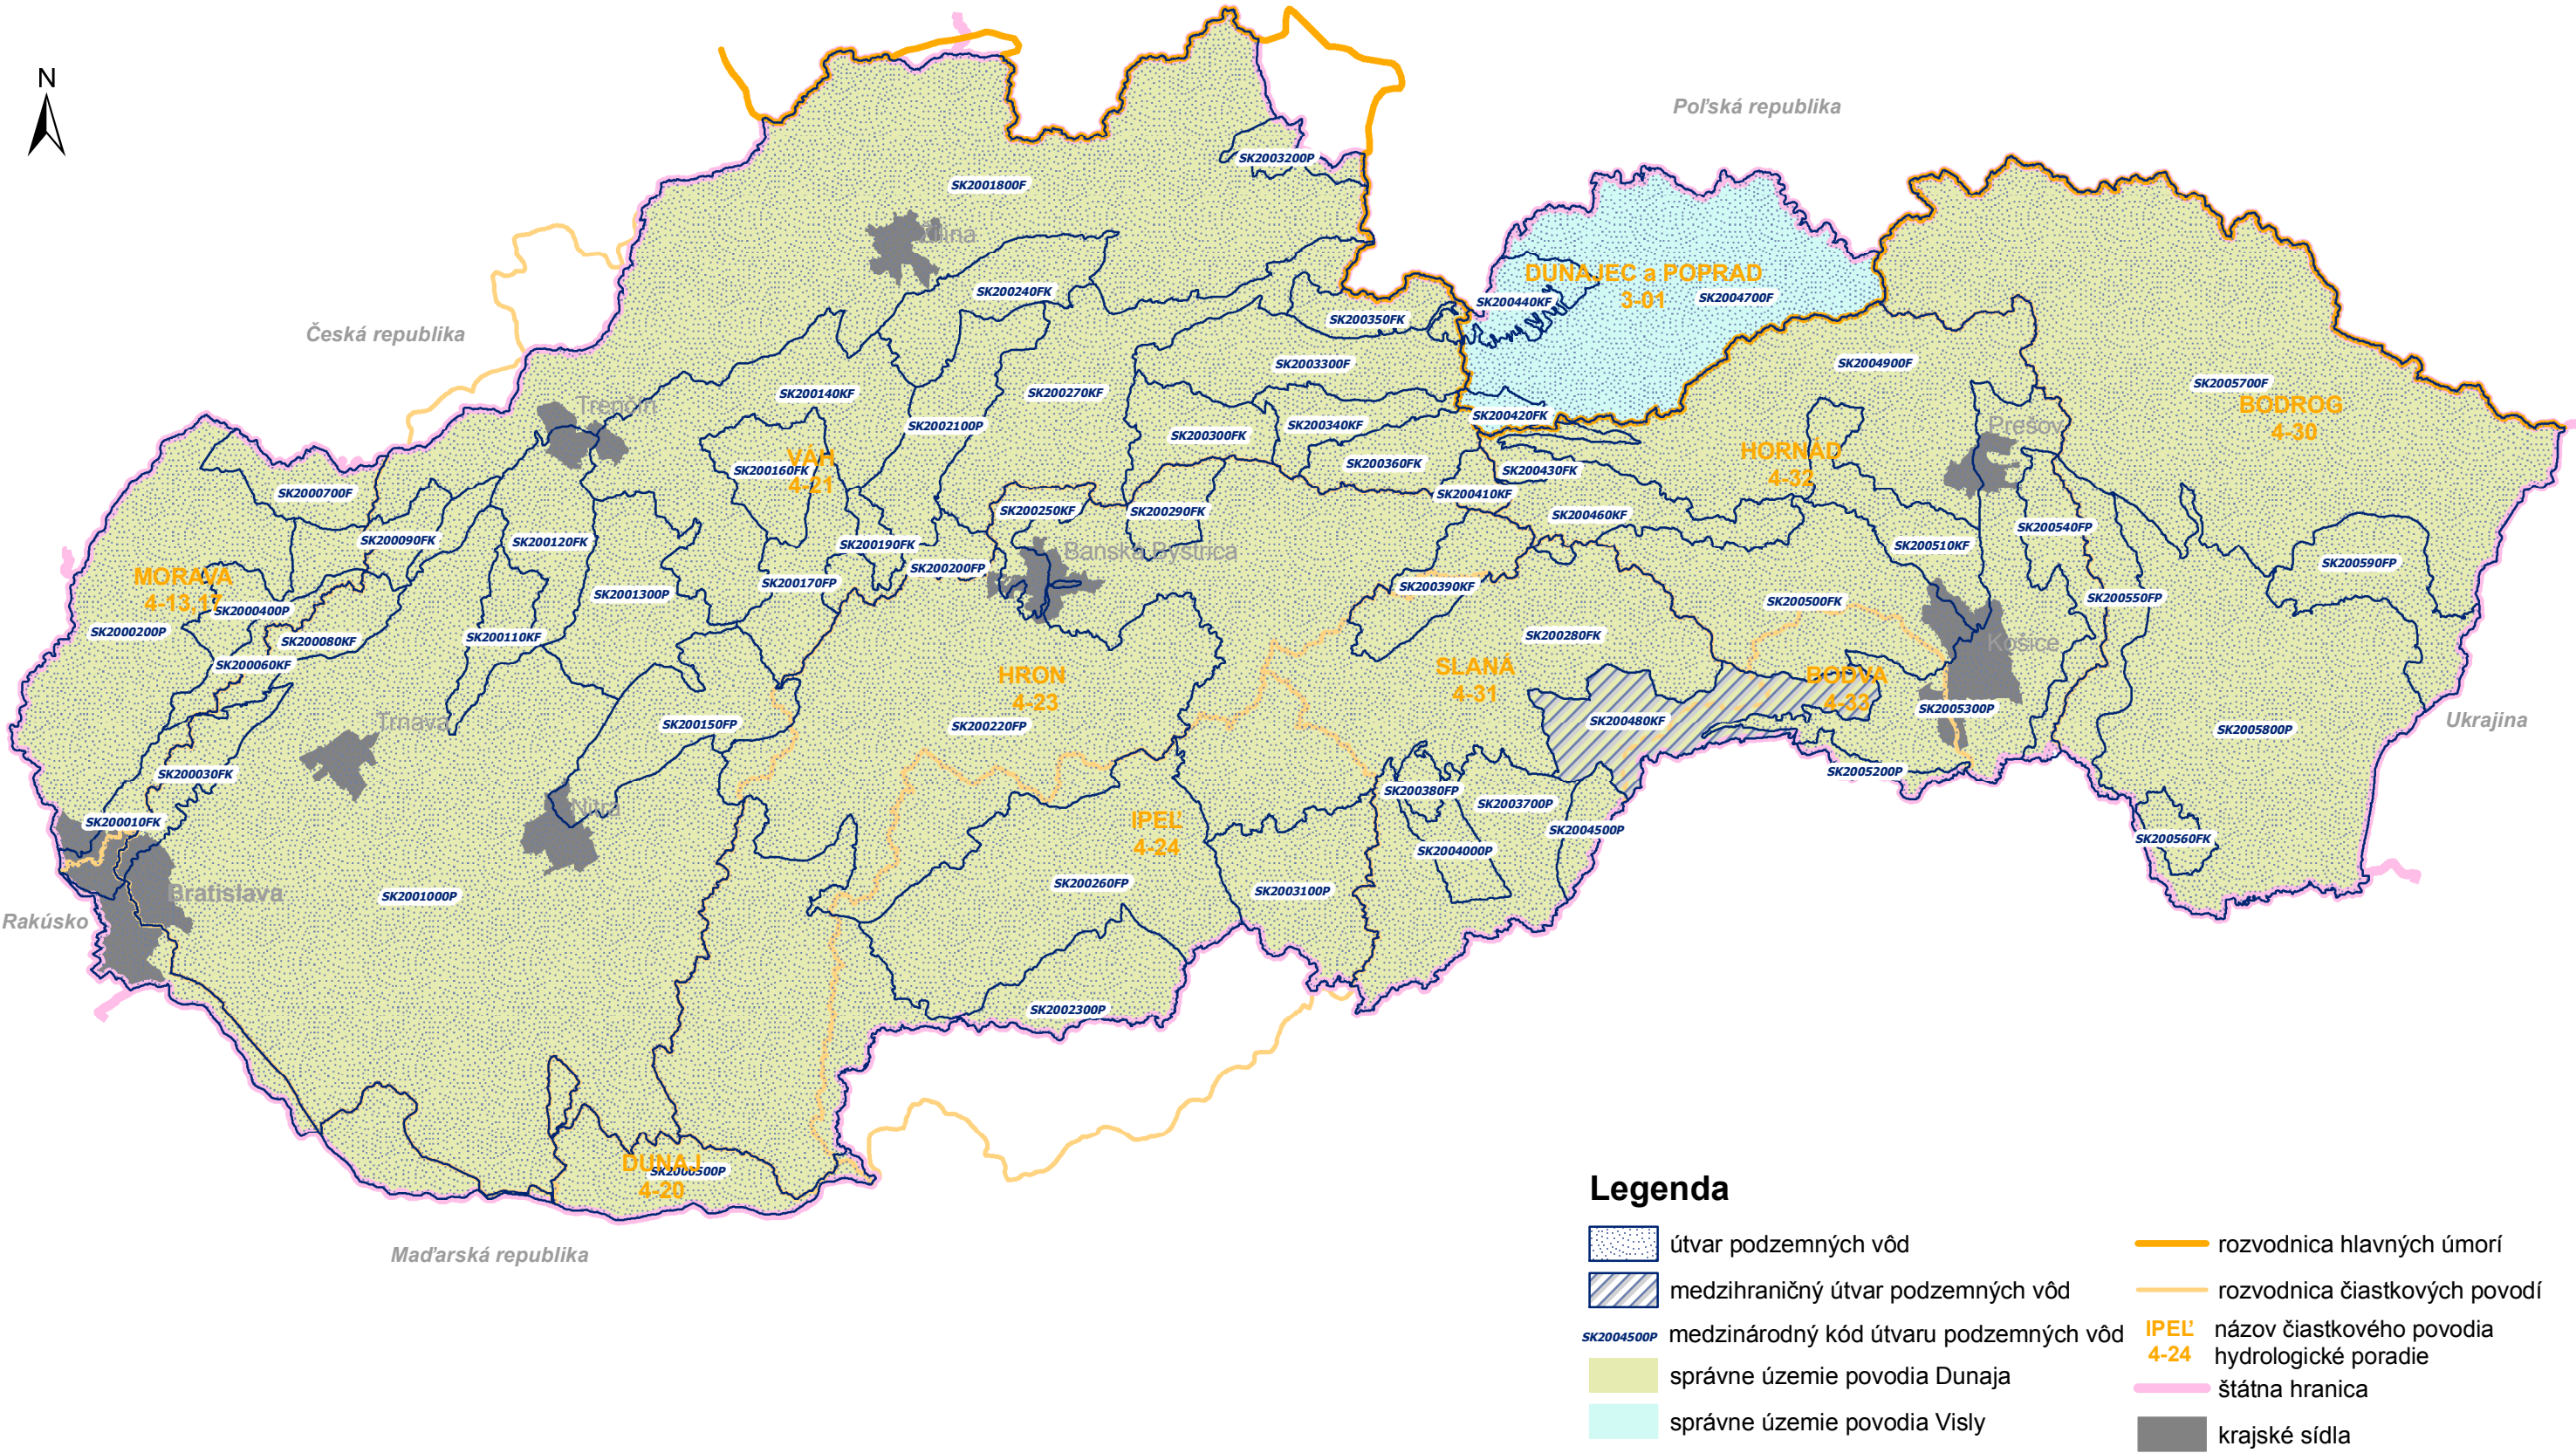 N
Poľská republika
SK2003200P
SK2001800F
Žilina
DUNAJEC a POPRAD
3-01
SK200440KF
SK2004700F
SK200240FK
SK200350FK
Česká republika
SK2003300F
SK2004900F
SK2005700F
BODROG
4-30
SK200140KF
SK200270KF
Trenčín
SK200420FK
SK2002100P
SK200340KF
Prešov
SK200300FK
HORNÁD
4-32
VÁH
4-21
SK200160FK
SK200360FK
SK200430FK
SK2000700F
SK200410KF
SK200250KF
SK200290FK
SK200460KF
SK200540FP
SK200090FK
SK200120FK
SK200190FK
SK200510KF
Banská Bystrica
SK200590FP
SK200200FP
MORAVA
4-13,17
SK200170FP
SK200390KF
SK2001300P
SK200550FP
SK2000400P
SK200500FK
SK2000200P
SK200080KF
SK200110KF
SK200280FK
Košice
SK200060KF
HRON
4-23
SLANÁ
4-31
BODVA
4-33
SK2005300P
Trnava
SK200150FP
SK200220FP
SK200480KF
Ukrajina
SK2005800P
SK200030FK
SK2005200P
SK200380FP
SK2003700P
Nitra
SK200010FK
IPEĽ
4-24
SK2004500P
SK200560FK
SK2004000P
Bratislava
SK2001000P
SK200260FP
SK2003100P
Rakúsko
SK2002300P
DUNAJ
4-20
SK2000500P
Maďarská republika
Legenda
útvar podzemných vôd
medzihraničný útvar podzemných vôd
SK2004500P medzinárodný kód útvaru podzemných vôd
správne územie povodia Dunaja
správne územie povodia Visly
rozvodnica hlavných úmorí
rozvodnica čiastkových povodí
IPEĽ názov čiastkového povodia
4-24 hydrologické poradie
štátna hranica
krajské sídla